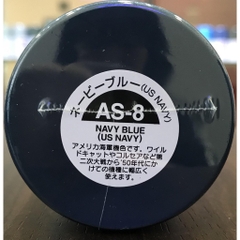 ネービーブルー(US NAVY)
AS-8
NAVY BLUE
(US NAVY)
アメリカ海軍機色です。ワイル
ドキャットやコルセアなど第
二次大戦から'50年代にか
けての機種に幅広く
使えます。